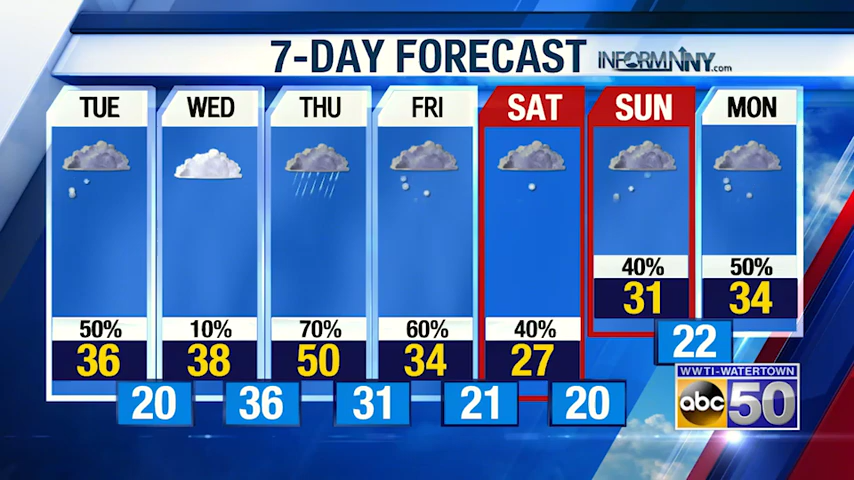 7-DAY FORECAST INFORMNNY.com
TUE WED THU FRI SAT SUN MON
40% 50%
31 34
50% 10% 70% 60% 40%
36 38 50 34 27
22
20 36 31 21 20
WWTI-WATERTOWN
abc 50